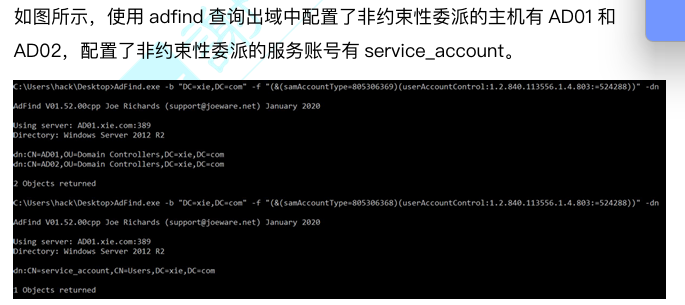 如图所示，使用 adfind 查询出域中配置了非约束性委派的主机有 AD01 和
AD02，配置了非约束性委派的服务账号有 service_account。
C:\Users\hack\Desktop>AdFind.exe -b "DC=xie,DC=com" -f "(&(samAccountType=805306369)(userAccountControl:1.2.840.113556.1.4.803:=524288))" -dn
AdFind V01.52.00cpp Joe Richards (support@joeware.net) January 2020
Using server: AD01.xie.com:389
Directory: Windows Server 2012 R2
dn:CN=AD01,OU=Domain Controllers,DC=xie,DC=com
dn:CN=AD02,OU=Domain Controllers,DC=xie,DC=com
2 Objects returned
C:\Users\hack\Desktop>AdFind.exe -b "DC=xie,DC=com" -f "(&(samAccountType=805306368)(userAccountControl:1.2.840.113556.1.4.803:=524288))" -dn
AdFind V01.52.00cpp Joe Richards (support@joeware.net) January 2020
Using server: AD01.xie.com:389
Directory: Windows Server 2012 R2
dn:CN=service_account,CN=Users,DC=xie,DC=com
1 Objects returned